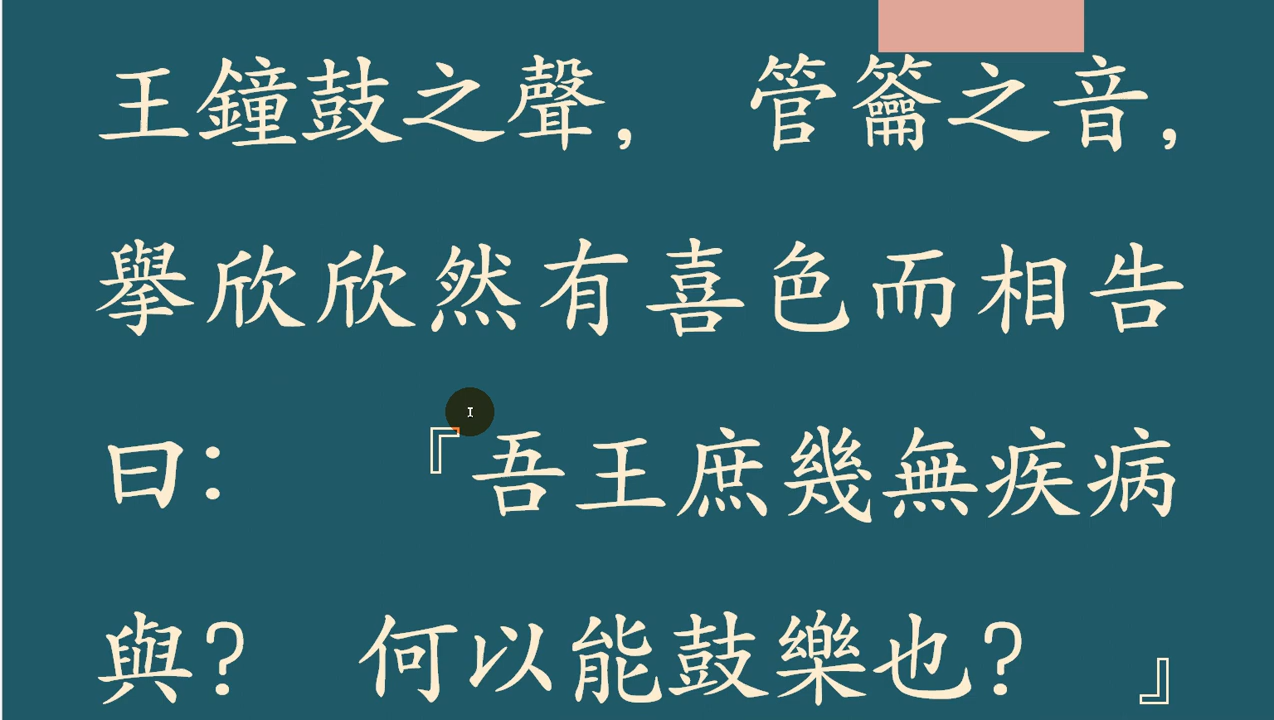 王鐘鼓之聲，管籥之音，
擧欣欣然有喜色而相告
曰：『吾王庶幾無疾病
與？何以能鼓樂也？』